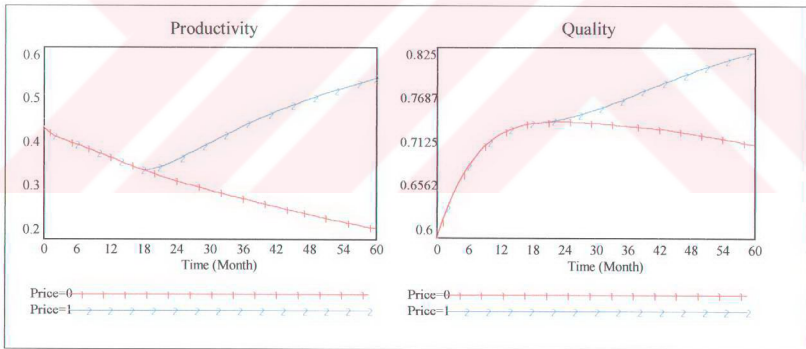 Productivity
0.6
0.5
0.4
0.3
0.2
0 6 12 18 24 30 36 42 48 54 60
Time (Month)
Price=0
Price=1
Quality
0.825
0.7687
0.7125
0.6562
0.6
0 6 12 18 24 30 36 42 48 54 60
Time (Month)
Price=0
Price=1